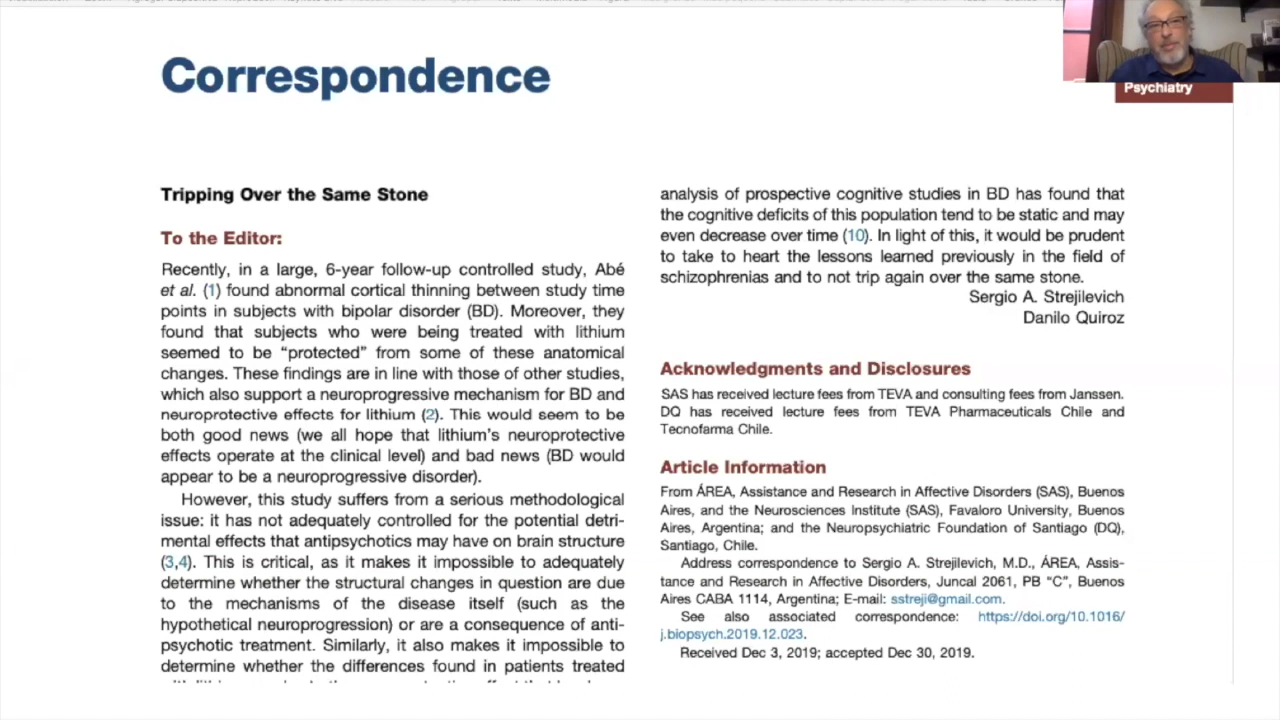 Correspondence
Psychiatry
Tripping Over the Same Stone
To the Editor:
Recently, in a large, 6-year follow-up controlled study, Abé
et al. (1) found abnormal cortical thinning between study time
points in subjects with bipolar disorder (BD). Moreover, they
found that subjects who were being treated with lithium
seemed to be “protected” from some of these anatomical
changes. These findings are in line with those of other studies,
which also support a neuroprogressive mechanism for BD and
neuroprotective effects for lithium (2). This would seem to be
both good news (we all hope that lithium’s neuroprotective
effects operate at the clinical level) and bad news (BD would
appear to be a neuroprogressive disorder).
However, this study suffers from a serious methodological
issue: it has not adequately controlled for the potential detri-
mental effects that antipsychotics may have on brain structure
(3,4). This is critical, as it makes it impossible to adequately
determine whether the structural changes in question are due
to the mechanisms of the disease itself (such as the
hypothetical neuroprogression) or are a consequence of anti-
psychotic treatment. Similarly, it also makes it impossible to
determine whether the differences found in patients treated
analysis of prospective cognitive studies in BD has found that
the cognitive deficits of this population tend to be static and may
even decrease over time (10). In light of this, it would be prudent
to take to heart the lessons learned previously in the field of
schizophrenias and to not trip again over the same stone.
Sergio A. Strejilevich
Danilo Quiroz
Acknowledgments and Disclosures
SAS has received lecture fees from TEVA and consulting fees from Janssen.
DQ has received lecture fees from TEVA Pharmaceuticals Chile and
Tecnofarma Chile.
Article Information
From ÁREA, Assistance and Research in Affective Disorders (SAS), Buenos
Aires, and the Neurosciences Institute (SAS), Favaloro University, Buenos
Aires, Argentina; and the Neuropsychiatric Foundation of Santiago (DQ),
Santiago, Chile.
Address correspondence to Sergio A. Strejilevich, M.D., ÁREA, Assis-
tance and Research in Affective Disorders, Juncal 2061, PB “C”, Buenos
Aires CABA 1114, Argentina; E-mail: sstreji@gmail.com.
See also associated correspondence: https://doi.org/10.1016/
j.biopsych.2019.12.023.
Received Dec 3, 2019; accepted Dec 30, 2019.